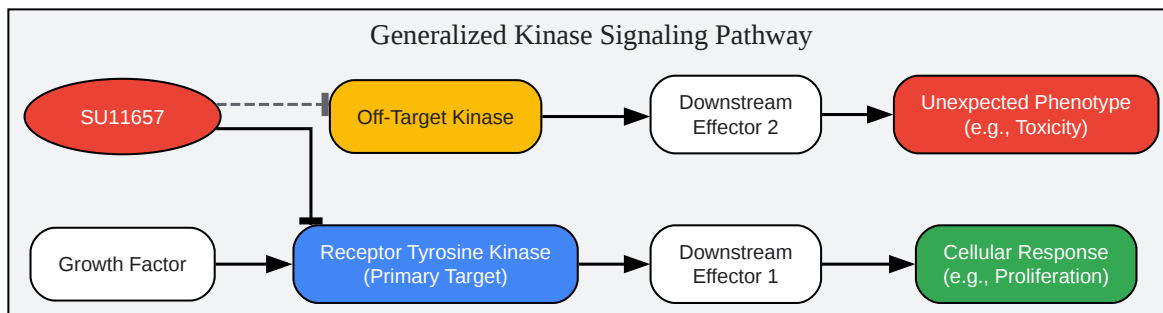 Generalized Kinase Signaling Pathway
SU11657
Off-Target Kinase
Downstream
Effector 2
Unexpected Phenotype
(e.g., Toxicity)
Growth Factor
Receptor Tyrosine Kinase
(Primary Target)
Downstream
Effector 1
Cellular Response
(e.g., Proliferation)